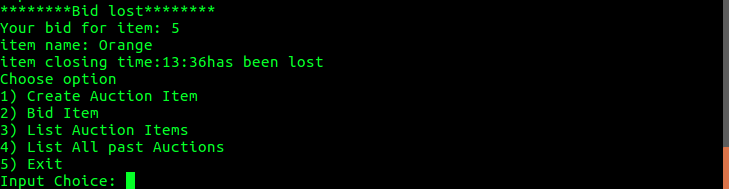 ********Bid lost********
Your bid for item: 5
item name: Orange
item closing time:13:36has been lost
Choose option
1) Create Auction Item
2) Bid Item
3) List Auction Items
4) List All past Auctions
5) Exit
Input Choice: